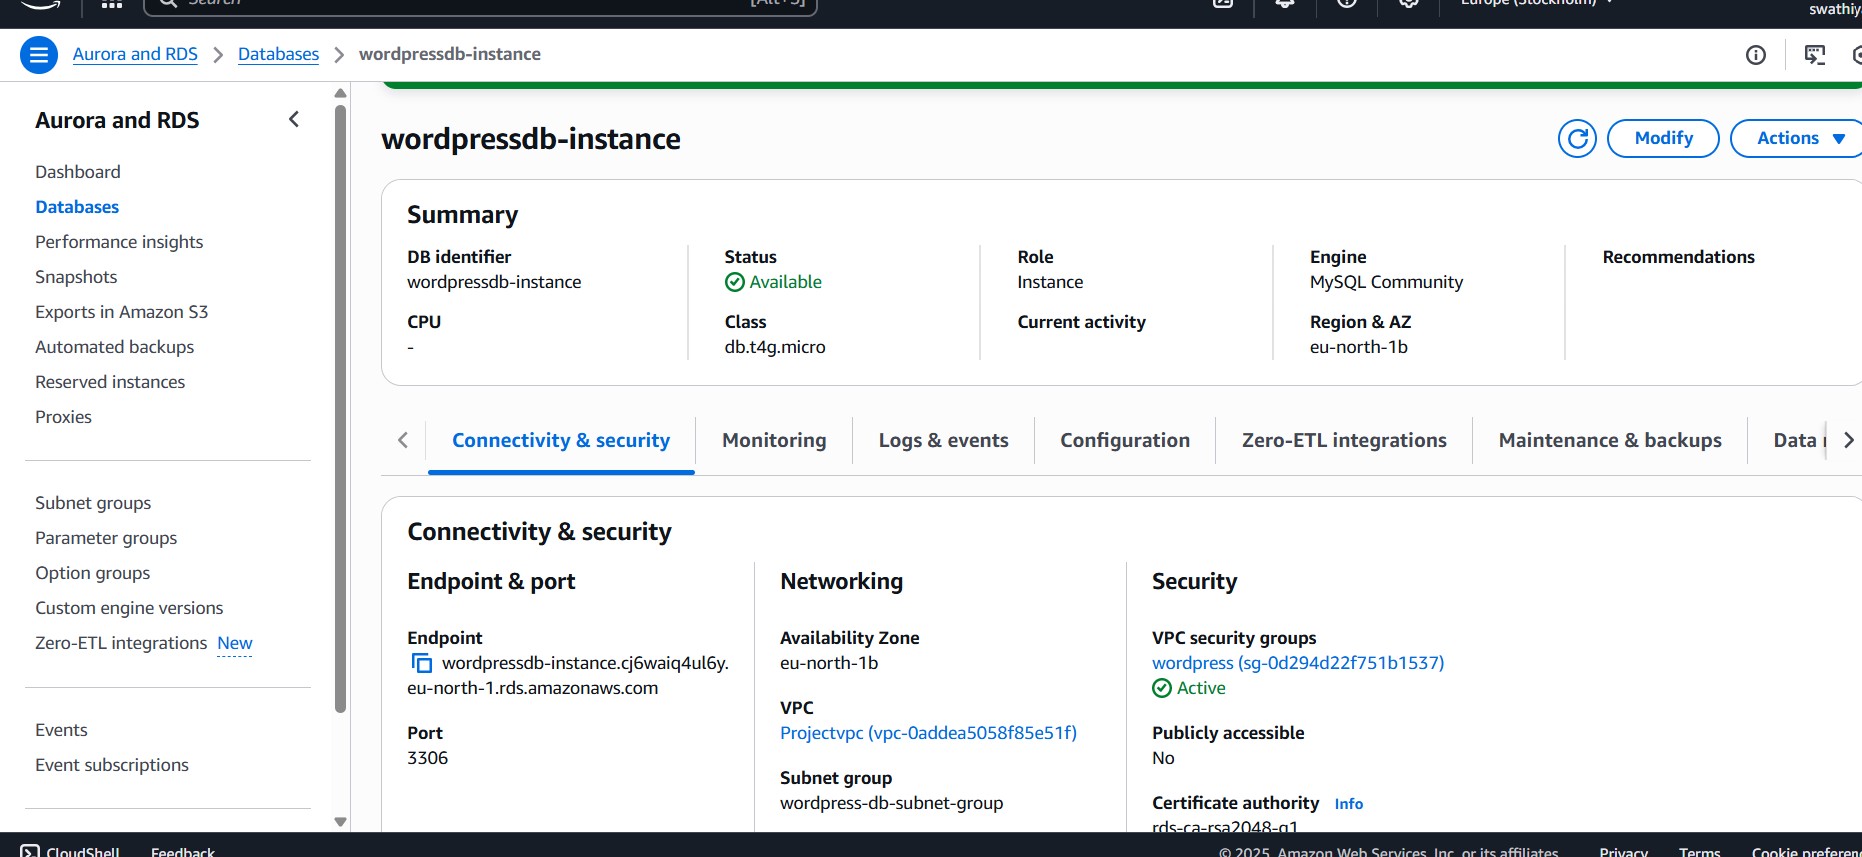 Search
[Alt+S]
Europe (Stockholm)
swathiy
Aurora and RDS
Databases
wordpressdb-instance
Aurora and RDS
Dashboard
Databases
Performance insights
Snapshots
Exports in Amazon S3
Automated backups
Reserved instances
Proxies
Subnet groups
Parameter groups
Option groups
Custom engine versions
Zero-ETL integrations New
Events
Event subscriptions
wordpressdb-instance
Modify
Actions
Summary
DB identifier
wordpressdb-instance
CPU
-
Status
Available
Class
db.t4g.micro
Role
Instance
Current activity
Engine
MySQL Community
Region & AZ
eu-north-1b
Recommendations
Connectivity & security
Monitoring
Logs & events
Configuration
Zero-ETL integrations
Maintenance & backups
Data
Connectivity & security
Endpoint & port
Endpoint
wordpressdb-instance.cj6waiq4ul6y.
eu-north-1.rds.amazonaws.com
Port
3306
Networking
Availability Zone
eu-north-1b
VPC
Projectvpc (vpc-0addea5058f85e51f)
Subnet group
wordpress-db-subnet-group
Security
VPC security groups
wordpress (sg-0d294d22f751b1537)
Active
Publicly accessible
No
Certificate authority Info
rds-ca-rsa2048-g1
CloudShell
Feedback
© 2025, Amazon Web Services, Inc. or its affiliates.
Privacy
Terms
Cookie preferen